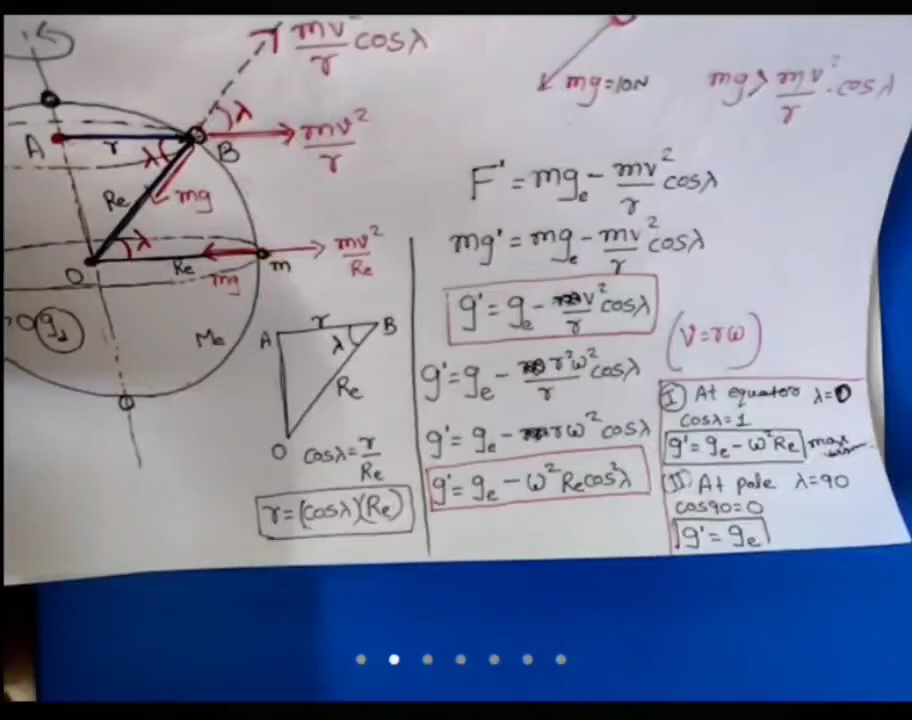 mv²/r cosλ
mg=10N
mg > mv²/r · cosλ
A r λ B λ
mv²/r
Re mg
O λ Re mg m
mv²/Re
Me
F' = mge - mv²/r cosλ
mg' = mge - mv²/r cosλ
g' = ge - v²/r cosλ
(V=rω)
g' = ge - r²ω²/r cosλ
g' = ge - rω² cosλ
g' = ge - ω² Re cos²λ
A r B
λ
Re
O
cosλ = r/Re
r = (cosλ)(Re)
I At equator λ=0
cosλ=1
g' = ge - ω²Re
II At pole λ=90
cos90=0
g' = ge